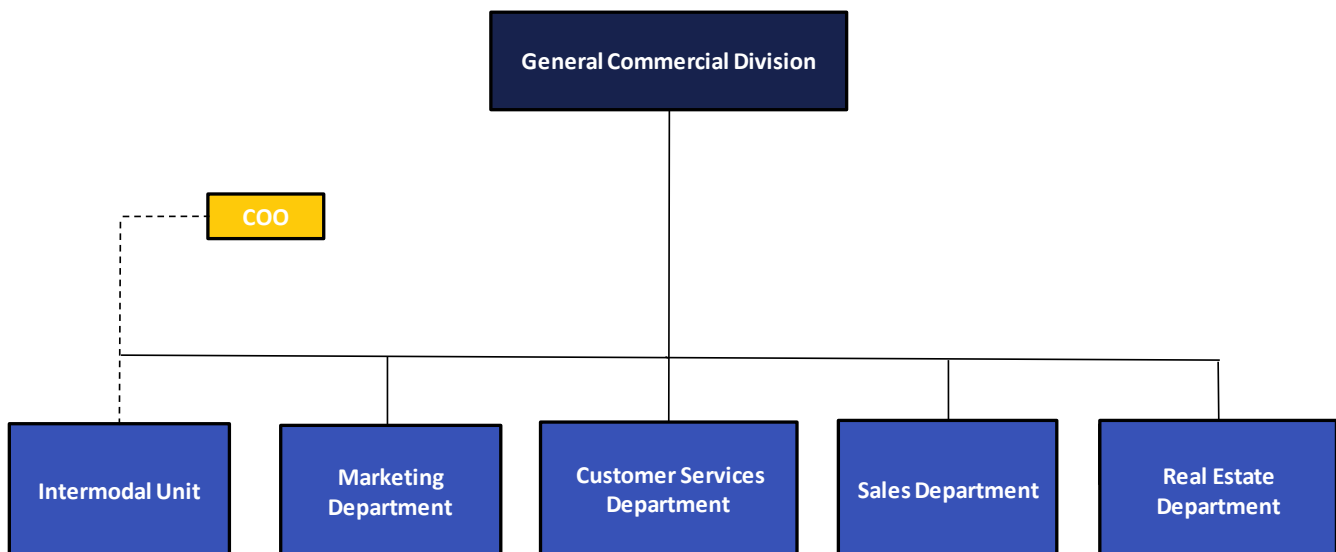 General Commercial Division
COO
Intermodal Unit
Marketing
Department
Customer Services
Department
Sales Department
Real Estate
Department